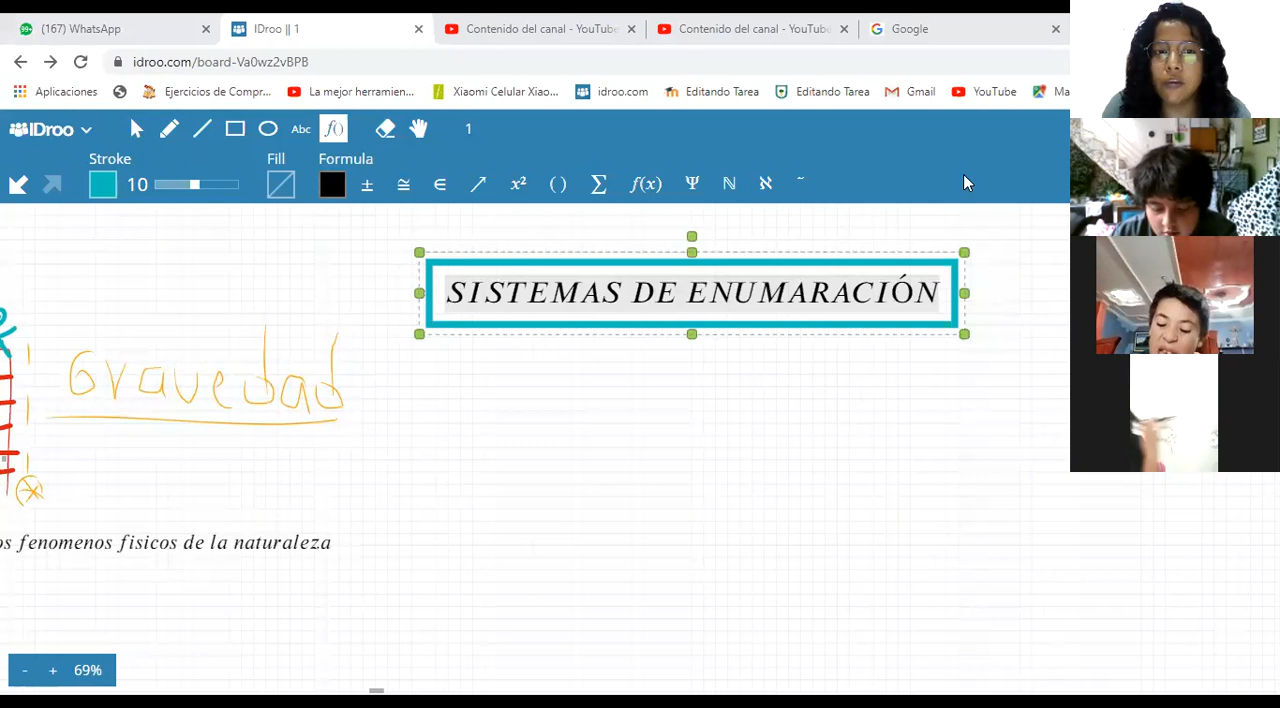 99+ (167) WhatsApp
IDroo || 1
Contenido del canal - YouTube
Contenido del canal - YouTube
Google
idroo.com/board-Va0wz2vBPB
Aplicaciones
Ejercicios de Compr...
La mejor herramien...
Xiaomi Celular Xiao...
idroo.com
Editando Tarea
Editando Tarea
Gmail
YouTube
Ma
IDroo
Abc
f()
1
Stroke
Fill
Formula
10
± ≅ ∈ x² ( ) Σ f(x) Ψ ℕ ℵ ~
SISTEMAS DE ENUMARACIÓN
Gravedad
os fenomenos fisicos de la naturaleza
- + 69%